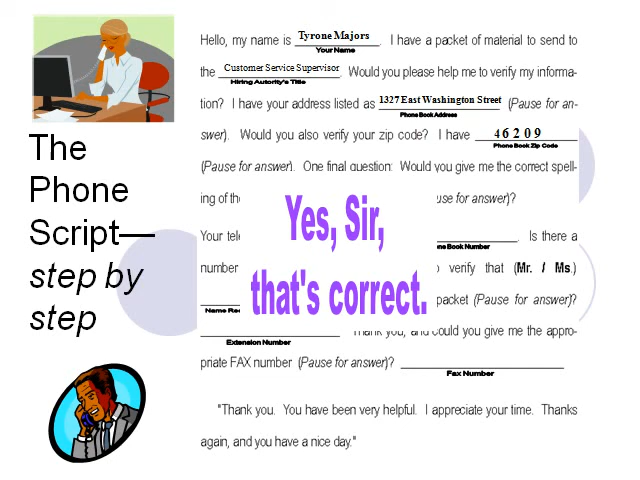 The
Phone
Script—
step by
step
Hello, my name is Tyrone Majors. I have a packet of material to send to
Your Name
the Customer Service Supervisor. Would you please help me to verify my informa-
Hiring Autority's Title
tion? I have your address listed as 1327 East Washington Street (Pause for an-
Phone Book Address
swer). Would you also verify your zip code? I have 46209
Phone Book Zip Code
(Pause for answer). One final question: Would you give me the correct spell-
ing of the use for answer)?
Yes, Sir,
that's correct.
Your tele . Is there a
ne Book Number
number verify that (Mr. / Ms.)
packet (Pause for answer)?
Name Rec
Thank you, and could you give me the appro-
Extension Number
priate FAX number (Pause for answer)?
Fax Number
"Thank you. You have been very helpful. I appreciate your time. Thanks
again, and you have a nice day."